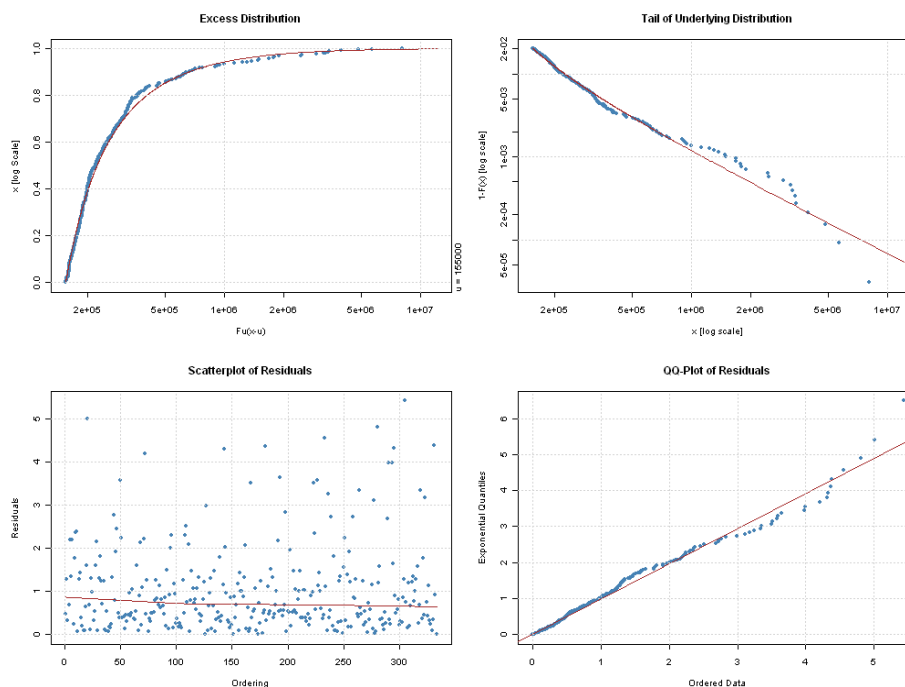 Excess Distribution
x [log Scale]
0.0
0.2
0.4
0.6
0.8
1.0
2e+05
5e+05
1e+06
2e+06
5e+06
1e+07
Fu(x-u)
u = 155000
Tail of Underlying Distribution
1-F(x) [log scale]
5e-05
2e-04
1e-03
5e-03
2e-02
2e+05
5e+05
1e+06
2e+06
5e+06
1e+07
x [log scale]
Scatterplot of Residuals
Residuals
0
1
2
3
4
5
0
50
100
150
200
250
300
Ordering
QQ-Plot of Residuals
Exponential Quantiles
0
1
2
3
4
5
6
0
1
2
3
4
5
Ordered Data